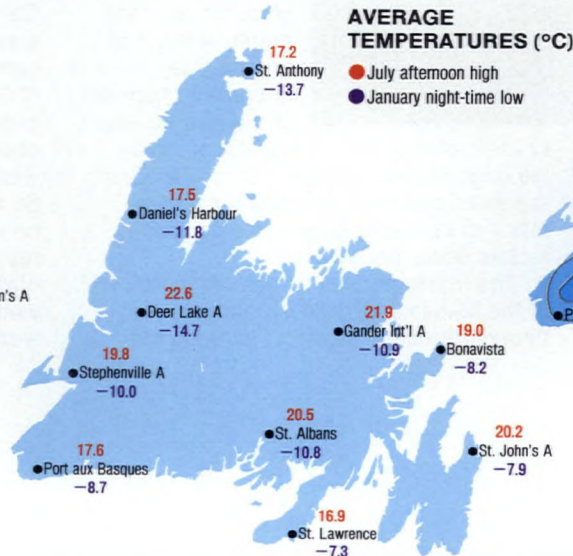 AVERAGE
TEMPERATURES (°C)
July afternoon high
January night-time low
17.2
St. Anthony
−13.7
17.5
Daniel's Harbour
−11.8
n's A
22.6
Deer Lake A
−14.7
21.9
Gander Int'l A
−10.9
19.0
Bonavista
−8.2
P
19.8
Stephenville A
−10.0
20.5
St. Albans
−10.8
20.2
St. John's A
−7.9
17.6
Port aux Basques
−8.7
16.9
St. Lawrence
−7.3